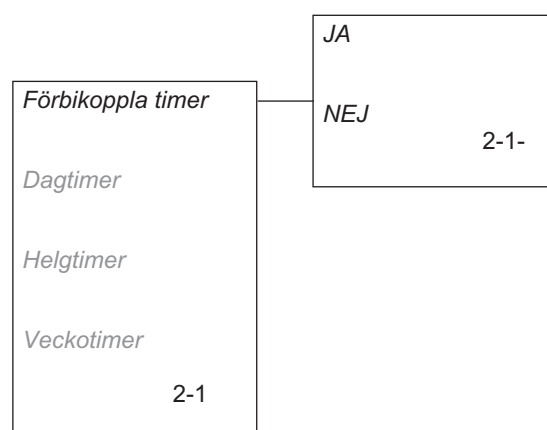 JA
NEJ
2-1-
Förbikoppla timer
Dagtimer
Helgtimer
Veckotimer
2-1